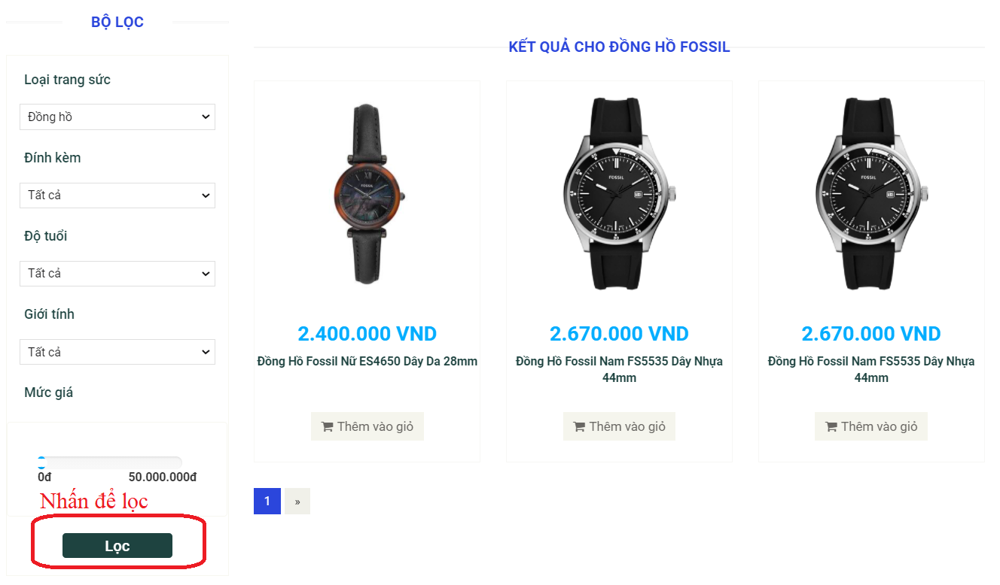 BỘ LỌC
Loại trang sức
Đồng hồ
Đính kèm
Tất cả
Độ tuổi
Tất cả
Giới tính
Tất cả
Mức giá
0đ 50.000.000đ
Nhấn để lọc
Lọc
KẾT QUẢ CHO ĐỒNG HỒ FOSSIL
FOSSIL
2.400.000 VND
Đồng Hồ Fossil Nữ ES4650 Dây Da 28mm
Thêm vào giỏ
FOSSIL
2.670.000 VND
Đồng Hồ Fossil Nam FS5535 Dây Nhựa
44mm
Thêm vào giỏ
FOSSIL
2.670.000 VND
Đồng Hồ Fossil Nam FS5535 Dây Nhựa
44mm
Thêm vào giỏ
1 »